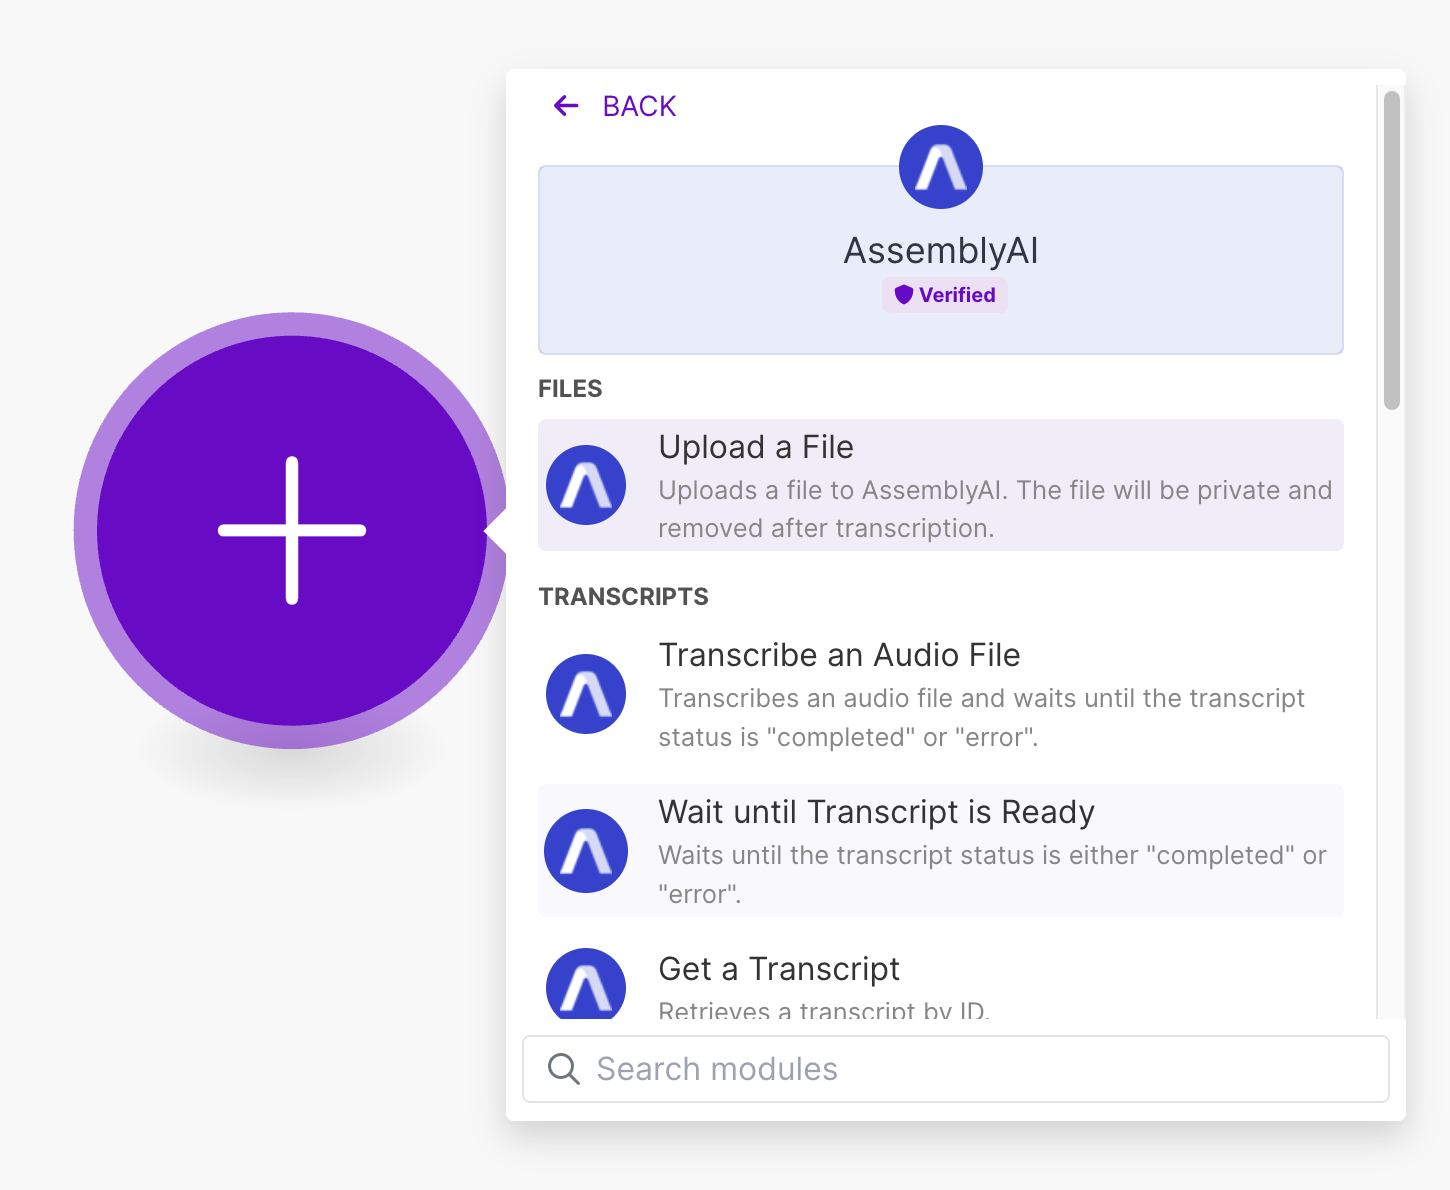 BACK
AssemblyAI
Verified
FILES
Upload a File
Uploads a file to AssemblyAI. The file will be private and
removed after transcription.
TRANSCRIPTS
Transcribe an Audio File
Transcribes an audio file and waits until the transcript
status is "completed" or "error".
Wait until Transcript is Ready
Waits until the transcript status is either "completed" or
"error".
Get a Transcript
Retrieves a transcript by ID.
Search modules